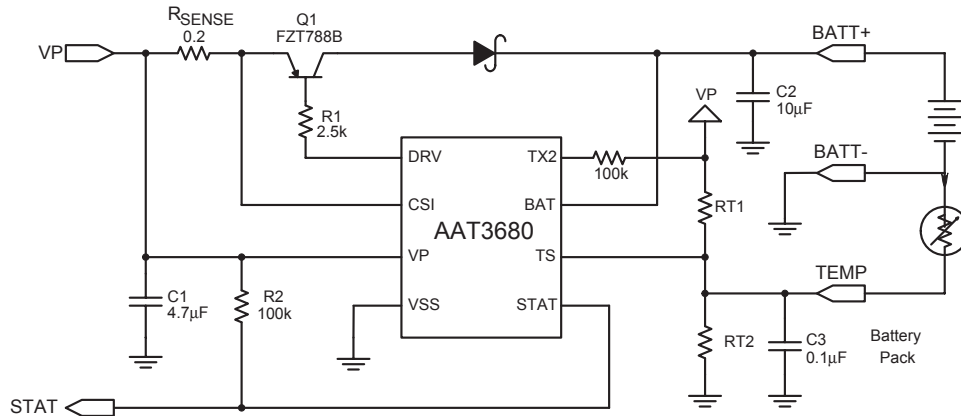 VP
RSENSE
0.2
Q1
FZT788B
R1
2.5k
BATT+
C2
10μF
VP
DRV
TX2
100k
BATT-
CSI
BAT
RT1
AAT3680
VP
TS
C1
4.7μF
R2
100k
VSS
STAT
TEMP
RT2
C3
0.1μF
Battery
Pack
STAT